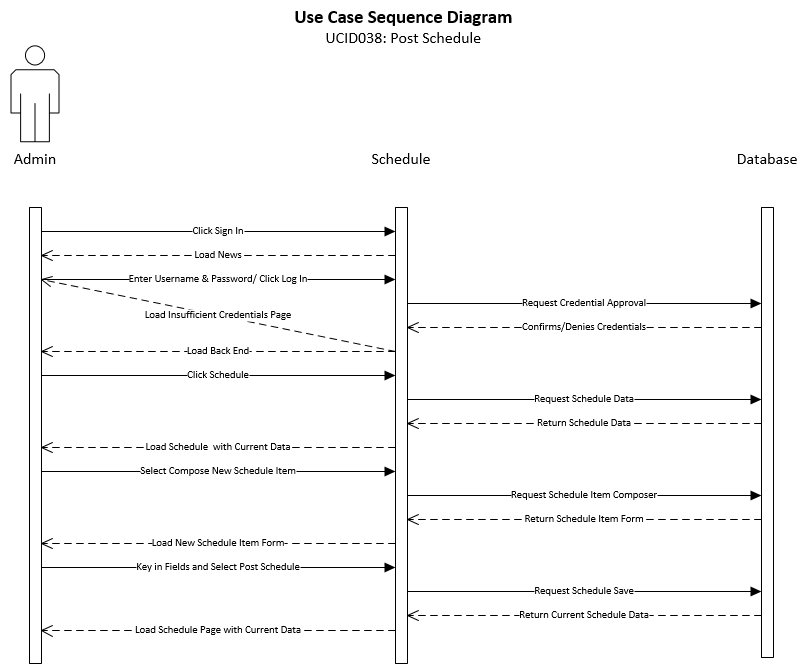 Use Case Sequence Diagram
UCID038: Post Schedule
Admin
Schedule
Database
Click Sign In
Load News
Enter Username & Password/ Click Log In
Request Credential Approval
Load Insufficient Credentials Page
Confirms/Denies Credentials
Load Back End
Click Schedule
Request Schedule Data
Return Schedule Data
Load Schedule with Current Data
Select Compose New Schedule Item
Request Schedule Item Composer
Return Schedule Item Form
Load New Schedule Item Form
Key in Fields and Select Post Schedule
Request Schedule Save
Return Current Schedule Data
Load Schedule Page with Current Data